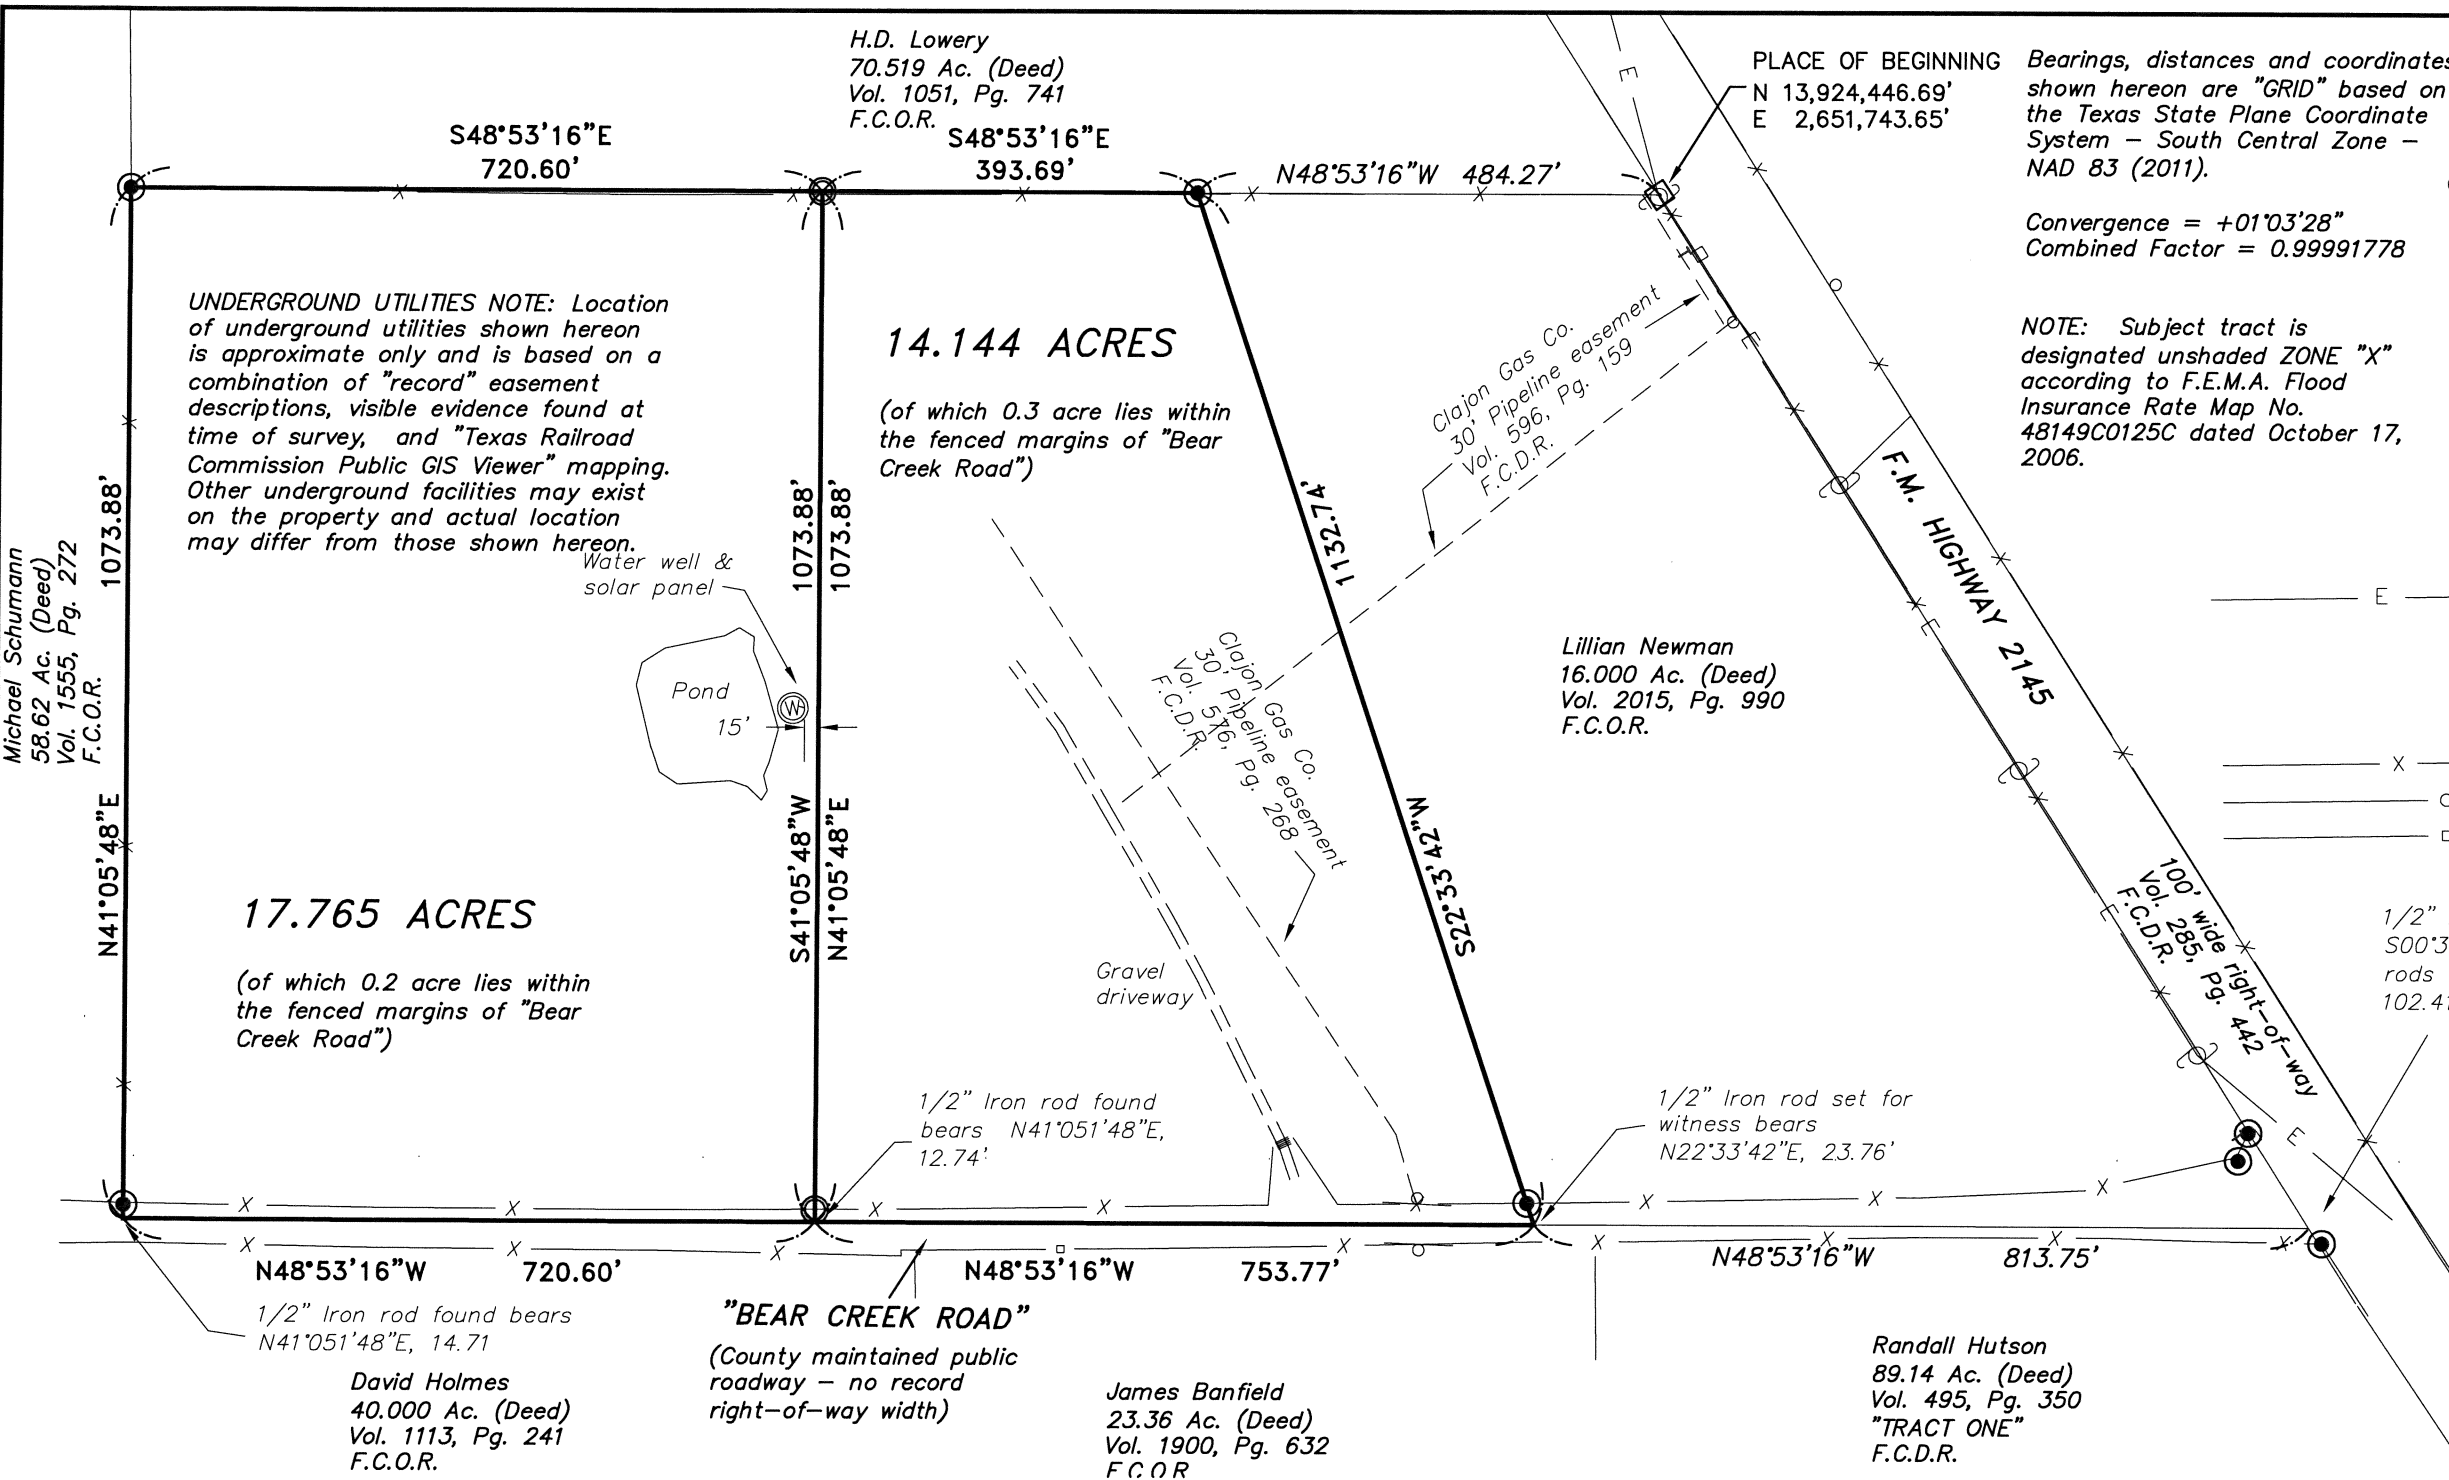 H.D. Lowery
70.519 Ac. (Deed)
Vol. 1051, Pg. 741
F.C.O.R.
S48°53'16"E
720.60'
S48°53'16"E
393.69'
N48°53'16"W 484.27'
PLACE OF BEGINNING
N 13,924,446.69'
E 2,651,743.65'
Bearings, distances and coordinates
shown hereon are "GRID" based on
the Texas State Plane Coordinate
System – South Central Zone –
NAD 83 (2011).
Convergence = +01°03'28"
Combined Factor = 0.99991778
NOTE: Subject tract is
designated unshaded ZONE "X"
according to F.E.M.A. Flood
Insurance Rate Map No.
48149C0125C dated October 17,
2006.
UNDERGROUND UTILITIES NOTE: Location
of underground utilities shown hereon
is approximate only and is based on a
combination of "record" easement
descriptions, visible evidence found at
time of survey, and "Texas Railroad
Commission Public GIS Viewer" mapping.
Other underground facilities may exist
on the property and actual location
may differ from those shown hereon.
14.144 ACRES
(of which 0.3 acre lies within
the fenced margins of "Bear
Creek Road")
Clajon Gas Co.
30' Pipeline easement
Vol. 596, Pg. 159
F.C.D.R.
F.M. HIGHWAY 2145
Michael Schumann
58.62 Ac. (Deed)
Vol. 1555, Pg. 272
F.C.O.R.
N41°05'48"E
1073.88'
Water well &
solar panel
Pond
15'
W
S41°05'48"W
1073.88'
N41°05'48"E
1073.88'
1132.74'
S22°33'42"W
Clajon Gas Co.
30' Pipeline easement
Vol. 576, Pg. 268
F.C.D.R.
Lillian Newman
16.000 Ac. (Deed)
Vol. 2015, Pg. 990
F.C.O.R.
E
X
17.765 ACRES
(of which 0.2 acre lies within
the fenced margins of "Bear
Creek Road")
Gravel
driveway
100' wide right-of-way
Vol. 285, Pg. 442
F.C.D.R.
1/2"
S00°3
rods
102.41
1/2" Iron rod found
bears N41°051'48"E,
12.74'
1/2" Iron rod set for
witness bears
N22°33'42"E, 23.76'
N48°53'16"W 720.60'
N48°53'16"W 753.77'
N48°53'16"W 813.75'
1/2" Iron rod found bears
N41°051'48"E, 14.71
"BEAR CREEK ROAD"
(County maintained public
roadway – no record
right-of-way width)
David Holmes
40.000 Ac. (Deed)
Vol. 1113, Pg. 241
F.C.O.R.
James Banfield
23.36 Ac. (Deed)
Vol. 1900, Pg. 632
F.C.O.R
Randall Hutson
89.14 Ac. (Deed)
Vol. 495, Pg. 350
"TRACT ONE"
F.C.D.R.